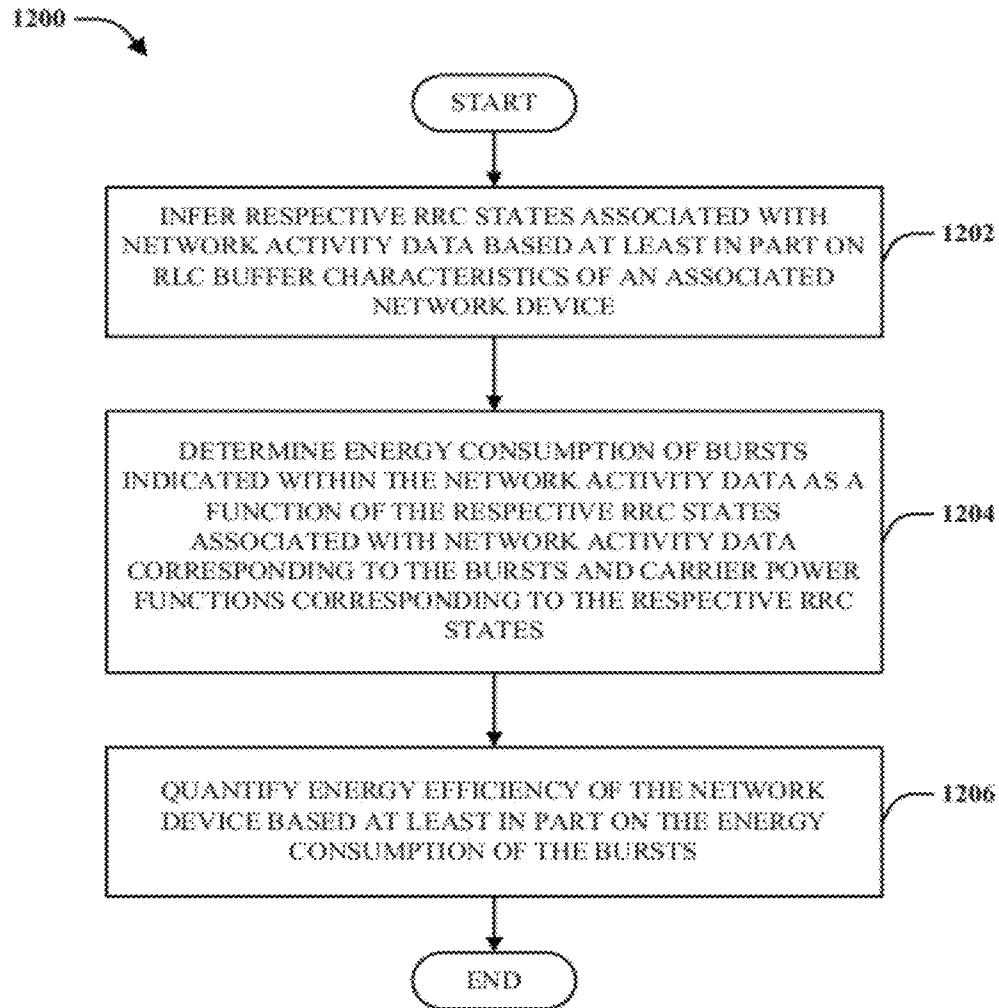 1200
START
INFER RESPECTIVE RRC STATES ASSOCIATED WITH
NETWORK ACTIVITY DATA BASED AT LEAST IN PART ON
RLC BUFFER CHARACTERISTICS OF AN ASSOCIATED
NETWORK DEVICE
1202
DETERMINE ENERGY CONSUMPTION OF BURSTS
INDICATED WITHIN THE NETWORK ACTIVITY DATA AS A
FUNCTION OF THE RESPECTIVE RRC STATES
ASSOCIATED WITH NETWORK ACTIVITY DATA
CORRESPONDING TO THE BURSTS AND CARRIER POWER
FUNCTIONS CORRESPONDING TO THE RESPECTIVE RRC
STATES
1204
QUANTIFY ENERGY EFFICIENCY OF THE NETWORK
DEVICE BASED AT LEAST IN PART ON THE ENERGY
CONSUMPTION OF THE BURSTS
1206
END